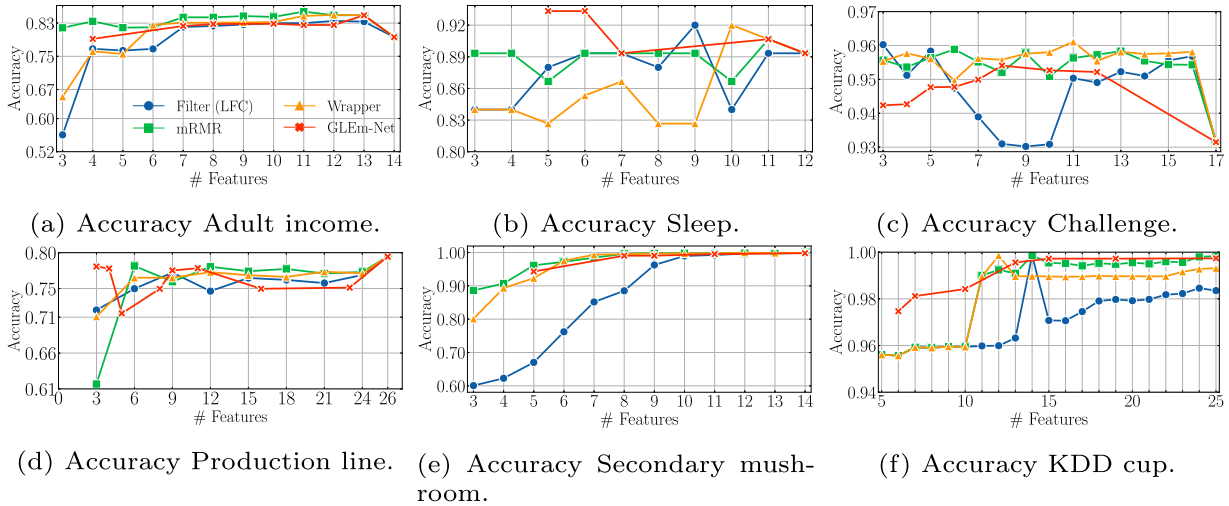 Accuracy
0.83
0.75
0.67
0.60
0.52
Filter (LFC)
mRMR
Wrapper
GLEm-Net
3 4 5 6 7 8 9 10 11 12 13 14
# Features
(a) Accuracy Adult income.
Accuracy
0.92
0.89
0.86
0.83
0.80
3 4 5 6 7 8 9 10 11 12
# Features
(b) Accuracy Sleep.
Accuracy
0.97
0.96
0.95
0.94
0.93
3 5 7 9 11 13 15 17
# Features
(c) Accuracy Challenge.
Accuracy
0.80
0.75
0.71
0.66
0.61
0 3 6 9 12 15 18 21 24 26
# Features
(d) Accuracy Production line.
Accuracy
1.00
0.90
0.80
0.70
0.60
3 4 5 6 7 8 9 10 11 12 13 14
# Features
(e) Accuracy Secondary mush-
room.
Accuracy
1.00
0.98
0.96
0.94
5 10 15 20 25
# Features
(f) Accuracy KDD cup.